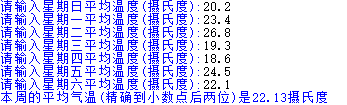 请输入星期日平均温度(摄氏度):20.2
请输入星期一平均温度(摄氏度):23.4
请输入星期二平均温度(摄氏度):26.8
请输入星期三平均温度(摄氏度):19.3
请输入星期四平均温度(摄氏度):18.6
请输入星期五平均温度(摄氏度):24.5
请输入星期六平均温度(摄氏度):22.1
本周的平均气温(精确到小数点后两位)是22.13摄氏度